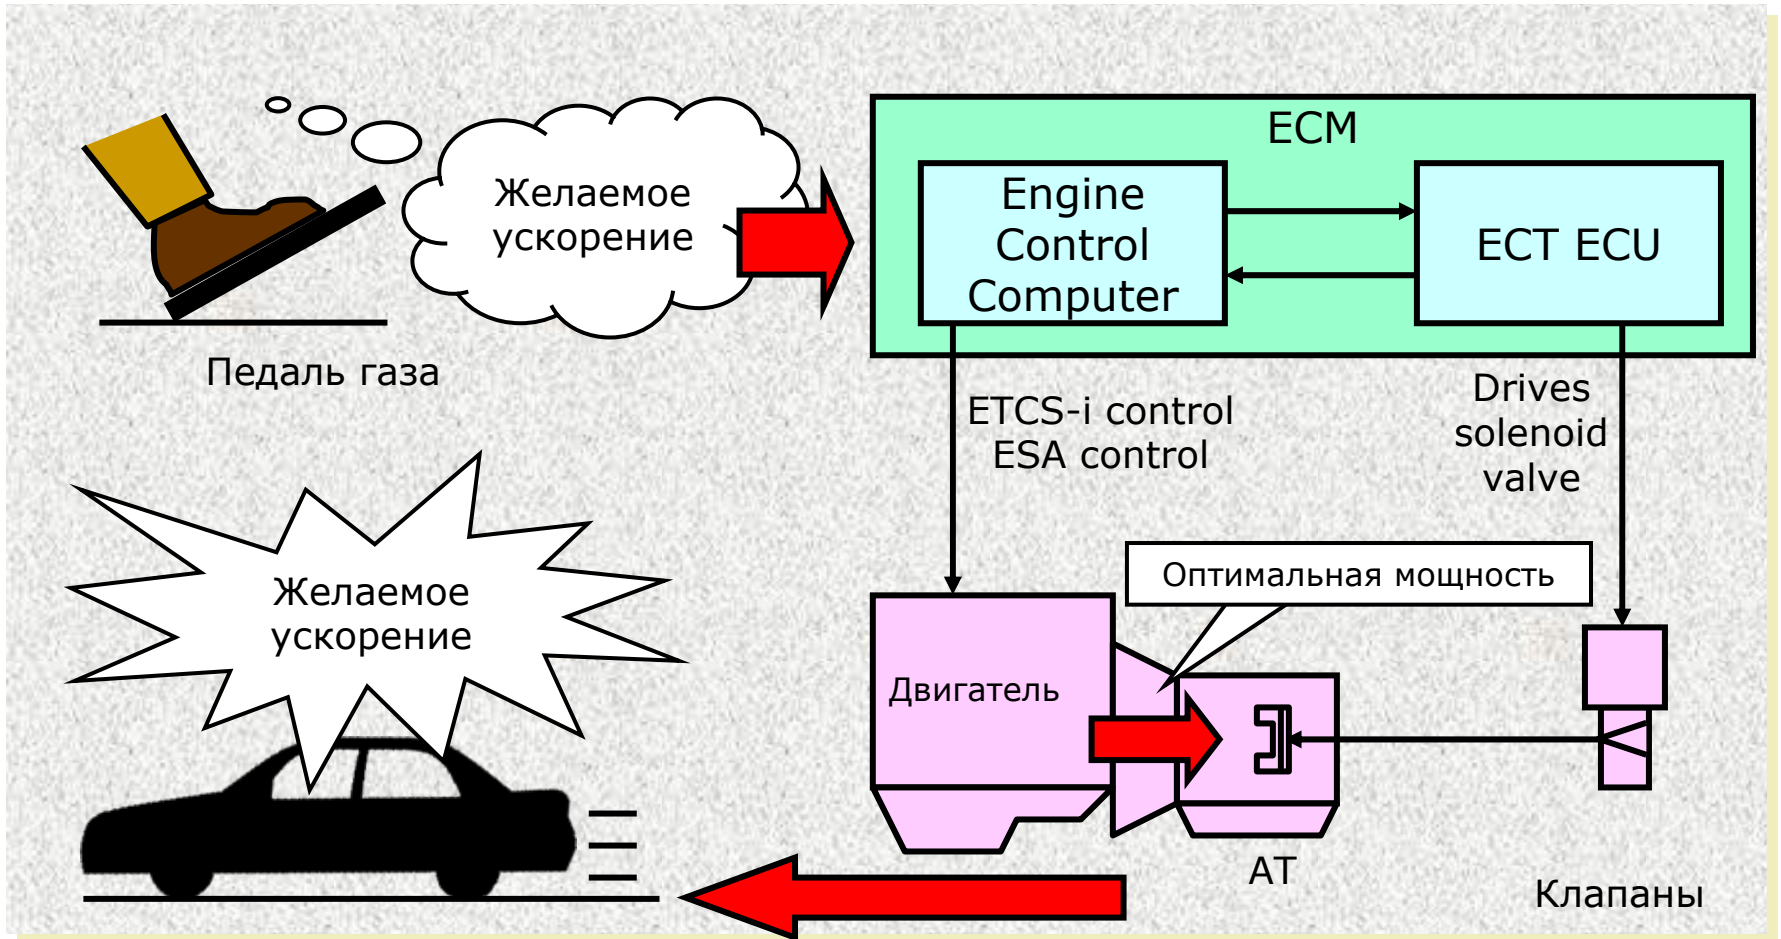 Желаемое
ускорение
Педаль газа
ECM
Engine
Control
Computer
ECT ECU
ETCS-i control
ESA control
Drives
solenoid
valve
Желаемое
ускорение
Оптимальная мощность
Двигатель
AT
Клапаны